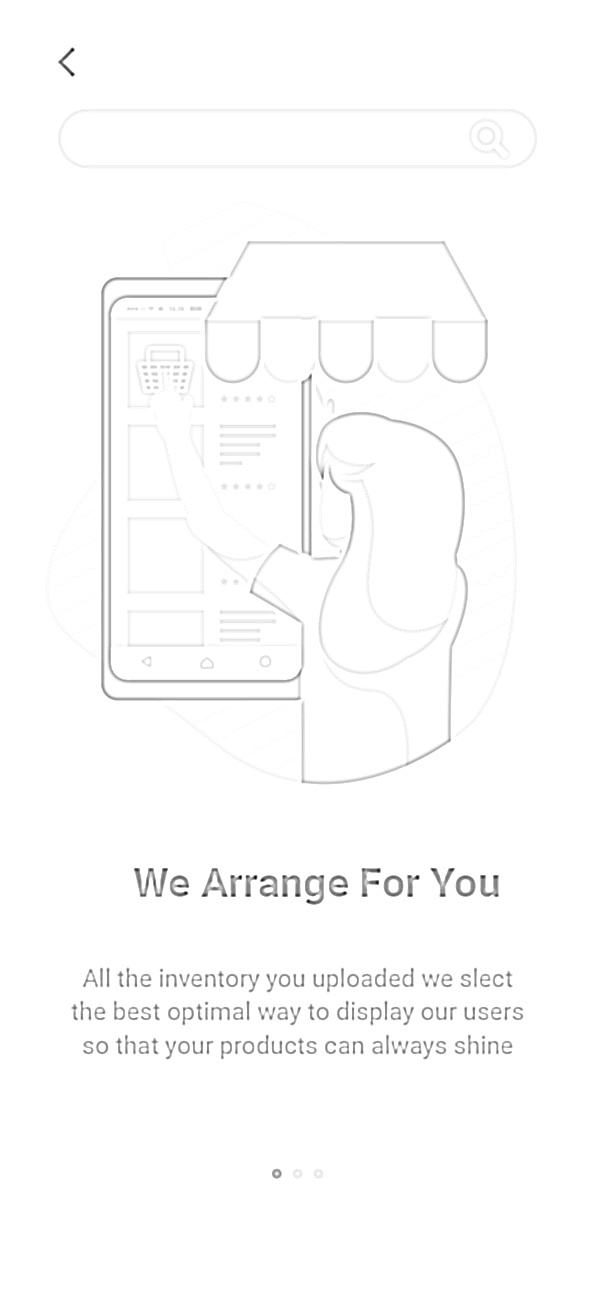 We Arrange For You
All the inventory you uploaded we slect
the best optimal way to display our users
so that your products can always shine